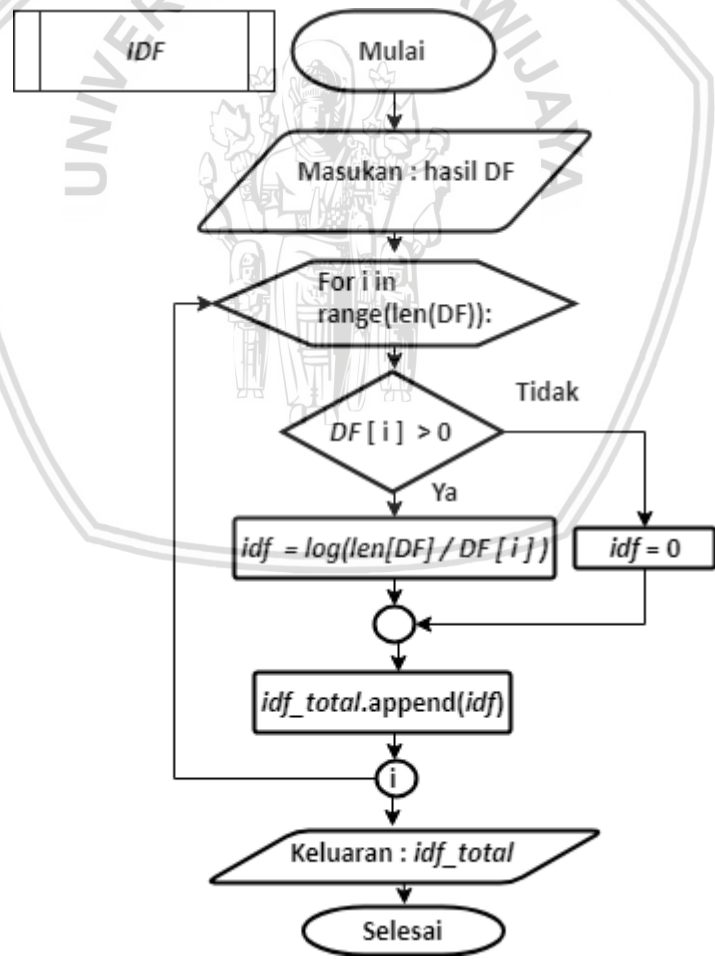 IDF
Mulai
Masukan : hasil DF
For i in
range(len(DF)):
DF [ i ] > 0
Tidak
Ya
idf = log(len[DF] / DF [ i ] )
idf = 0
idf_total.append(idf)
i
Keluaran : idf_total
Selesai